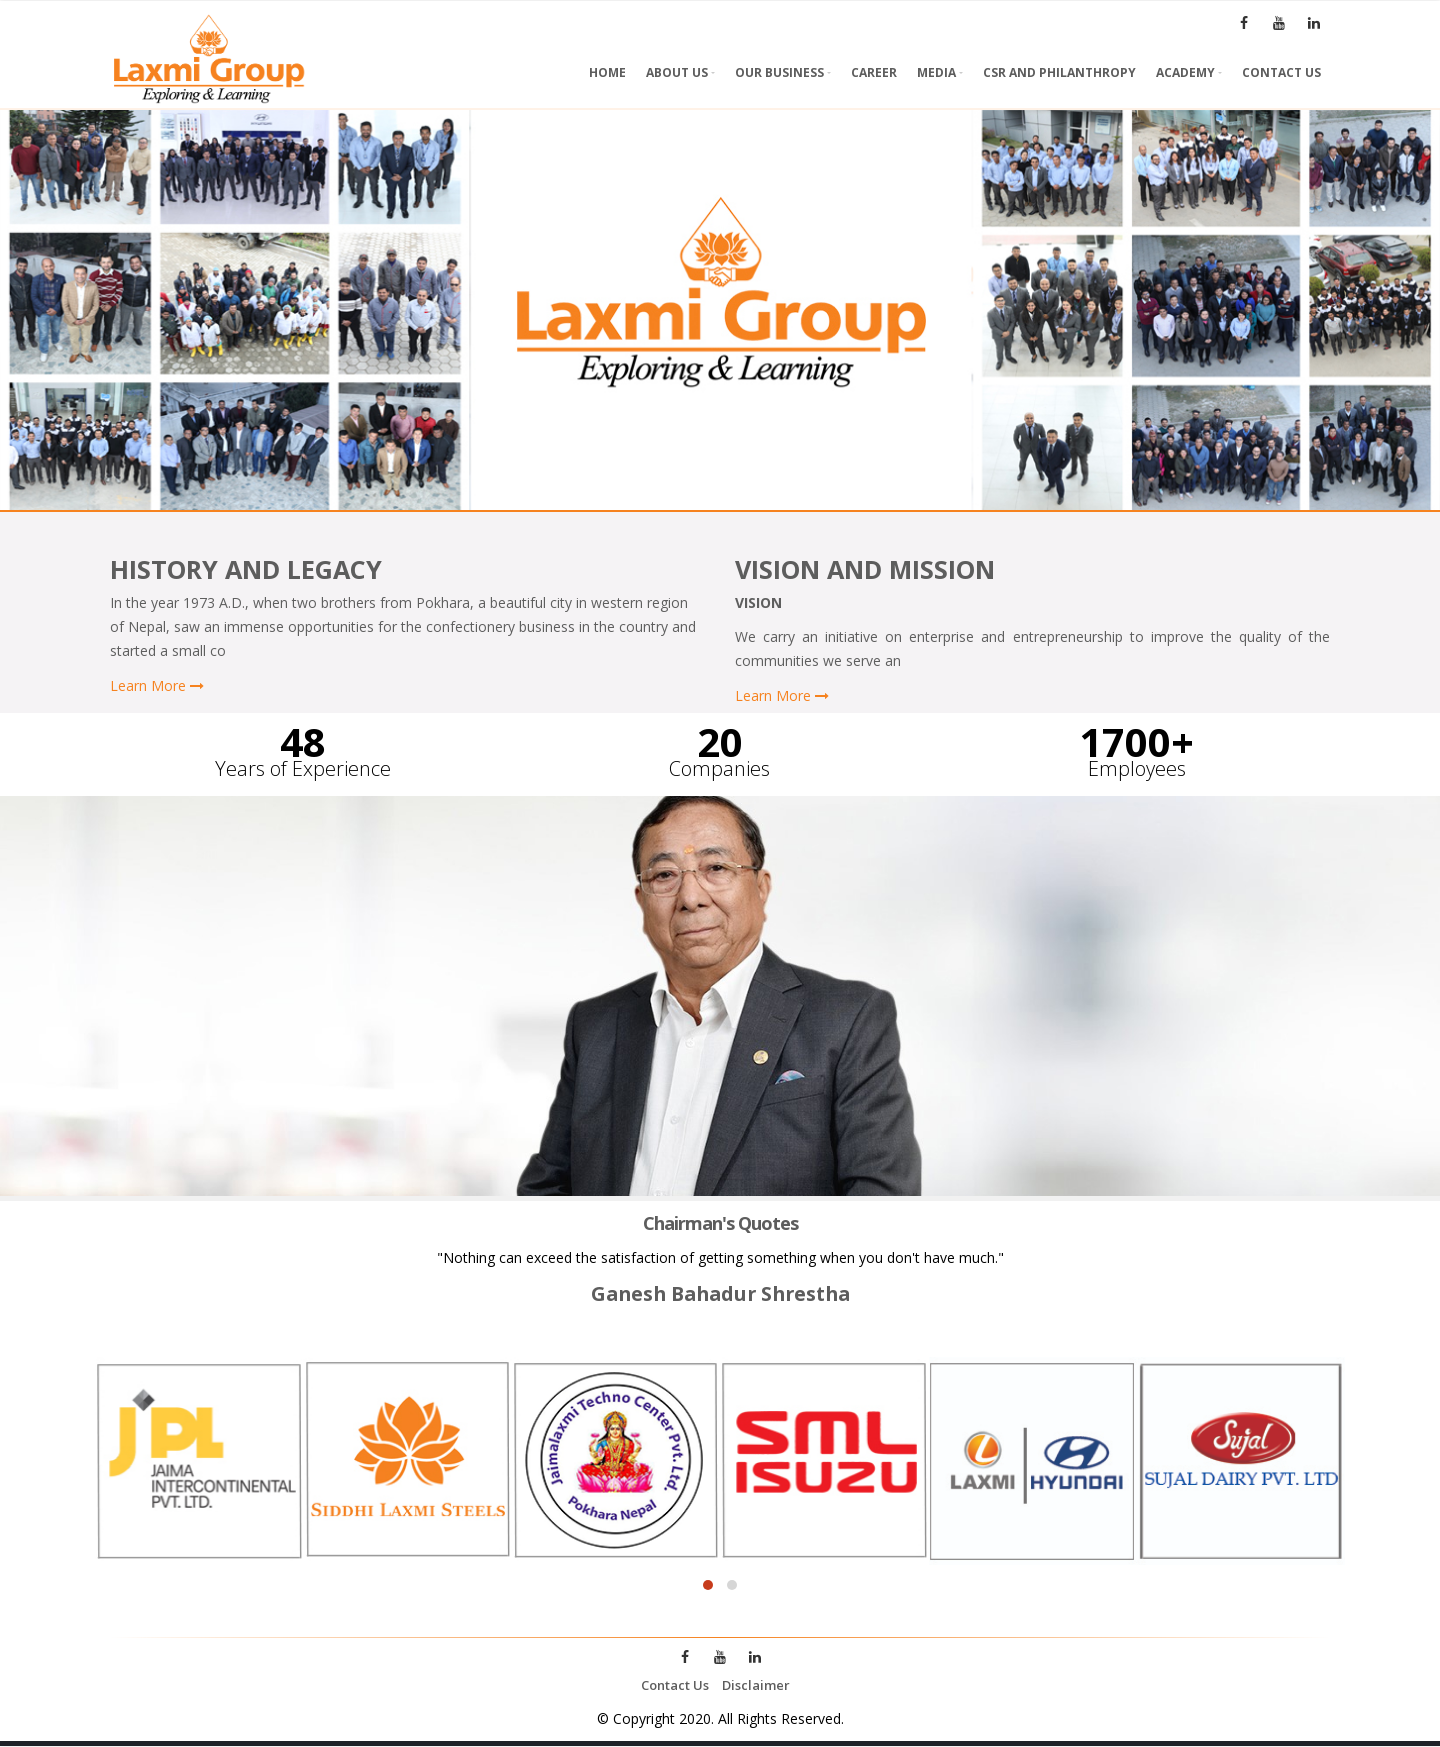 Laxmi Group
Exploring & Learning
HOME ABOUT US OUR BUSINESS CAREER MEDIA CSR AND PHILANTHROPY ACADEMY CONTACT US
HYUNDAI
Laxmi Group
Exploring & Learning
HISTORY AND LEGACY
In the year 1973 A.D., when two brothers from Pokhara, a beautiful city in western region
of Nepal, saw an immense opportunities for the confectionery business in the country and
started a small co
Learn More
VISION AND MISSION
VISION
We carry an initiative on enterprise and entrepreneurship to improve the quality of the
communities we serve an
Learn More
48
Years of Experience
20
Companies
1700+
Employees
Chairman's Quotes
"Nothing can exceed the satisfaction of getting something when you don't have much."
Ganesh Bahadur Shrestha
JPL
JAIMA
INTERCONTINENTAL
PVT. LTD.
SIDDHI LAXMI STEELS
Jaimalaxmi Techno Center Pvt. Ltd.
Pokhara Nepal
SML
ISUZU
LAXMI
HYUNDAI
Sujal
SUJAL DAIRY PVT. LTD
Contact Us Disclaimer
© Copyright 2020. All Rights Reserved.